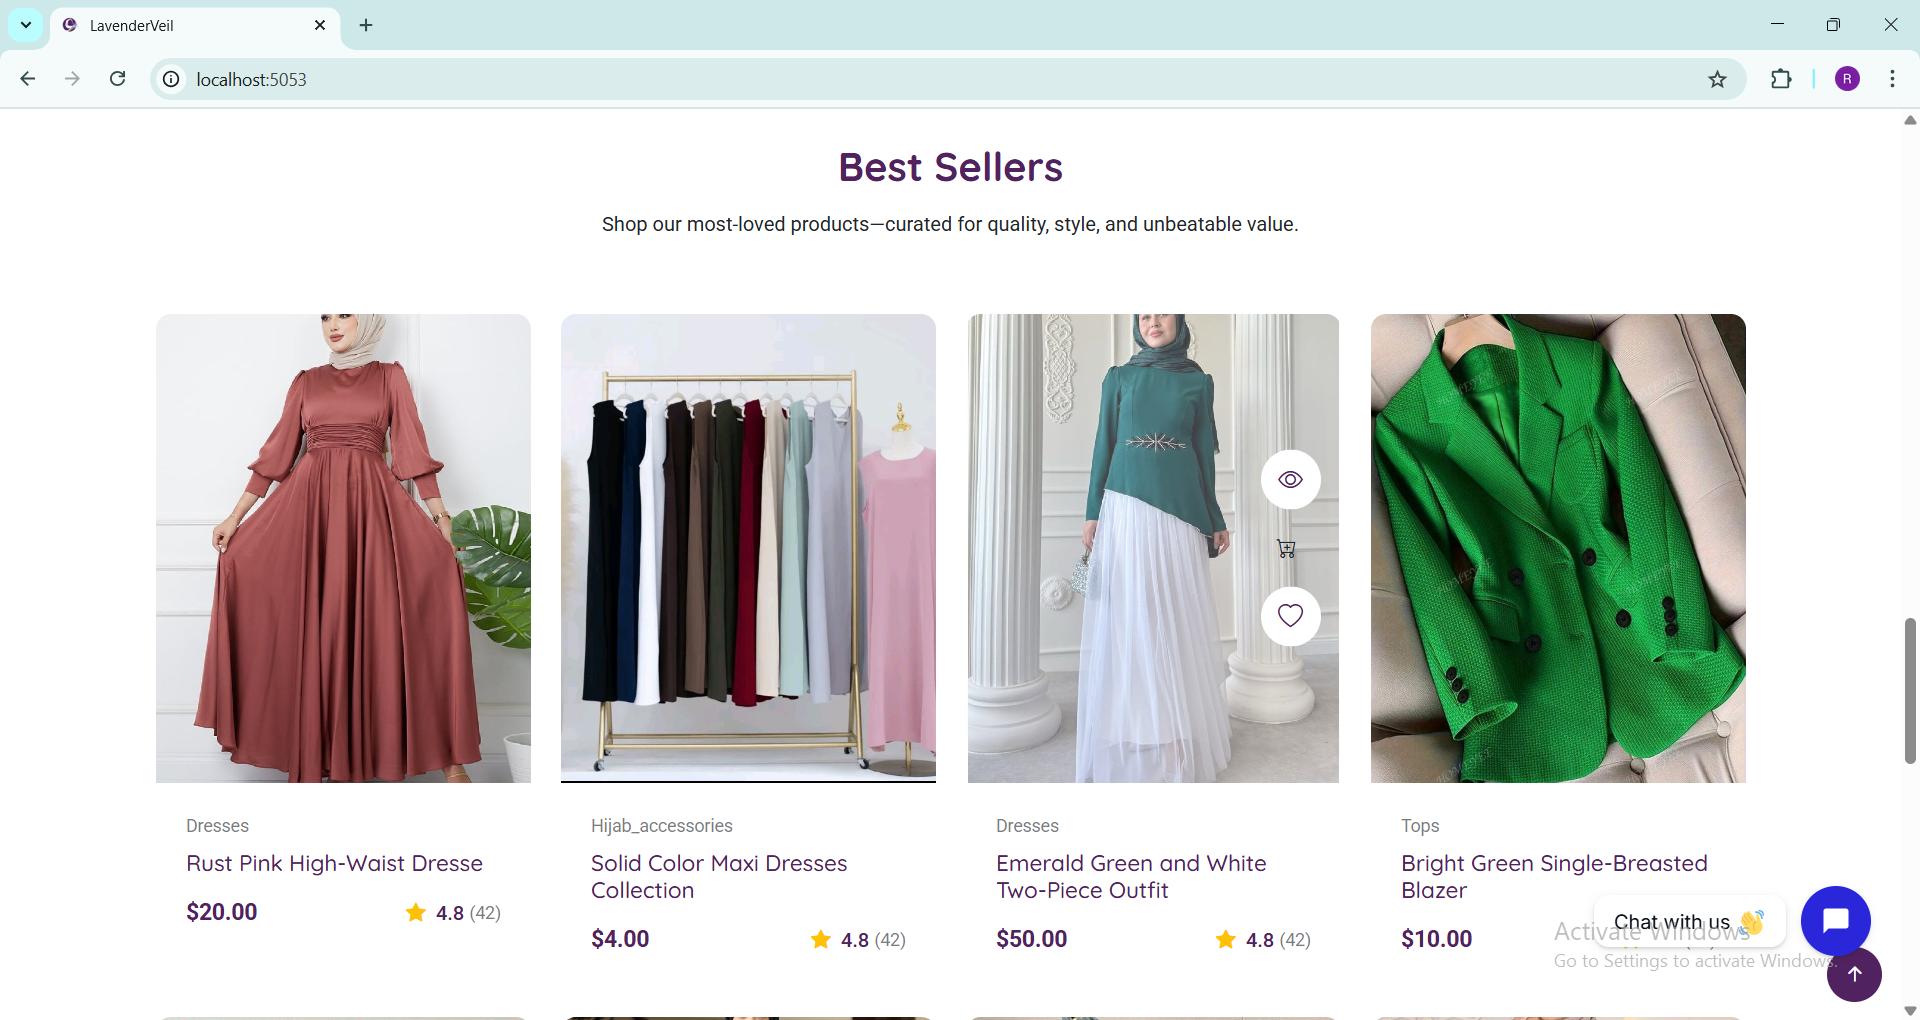 LavenderVeil
localhost:5053
R
Best Sellers
Shop our most-loved products—curated for quality, style, and unbeatable value.
Dresses
Rust Pink High-Waist Dresse
$20.00
4.8 (42)
Hijab_accessories
Solid Color Maxi Dresses
Collection
$4.00
4.8 (42)
Dresses
Emerald Green and White
Two-Piece Outfit
$50.00
4.8 (42)
Tops
Bright Green Single-Breasted
Blazer
$10.00
Chat with us 👋
Activate Windows
Go to Settings to activate Windows.